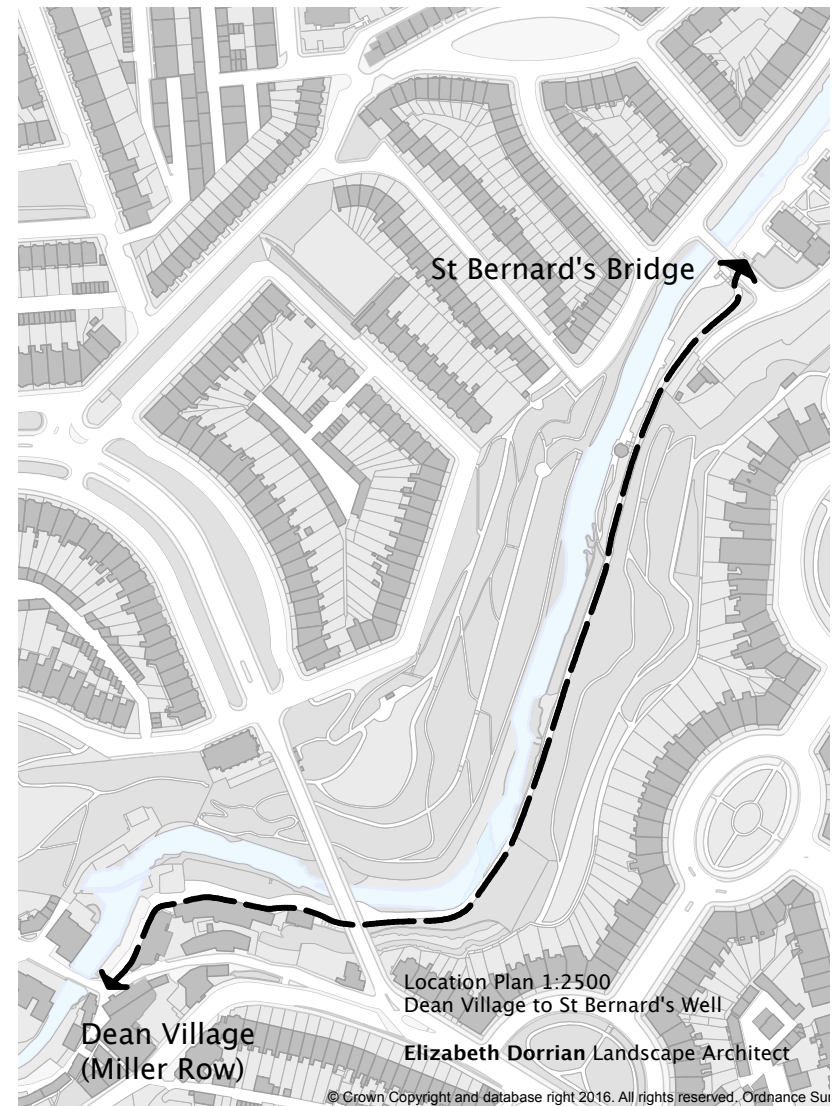 St Bernard's Bridge
Location Plan 1:2500
Dean Village to St Bernard's Well
Dean Village
(Miller Row)
Elizabeth Dorrian Landscape Architect
© Crown Copyright and database right 2016. All rights reserved. Ordnance Sur